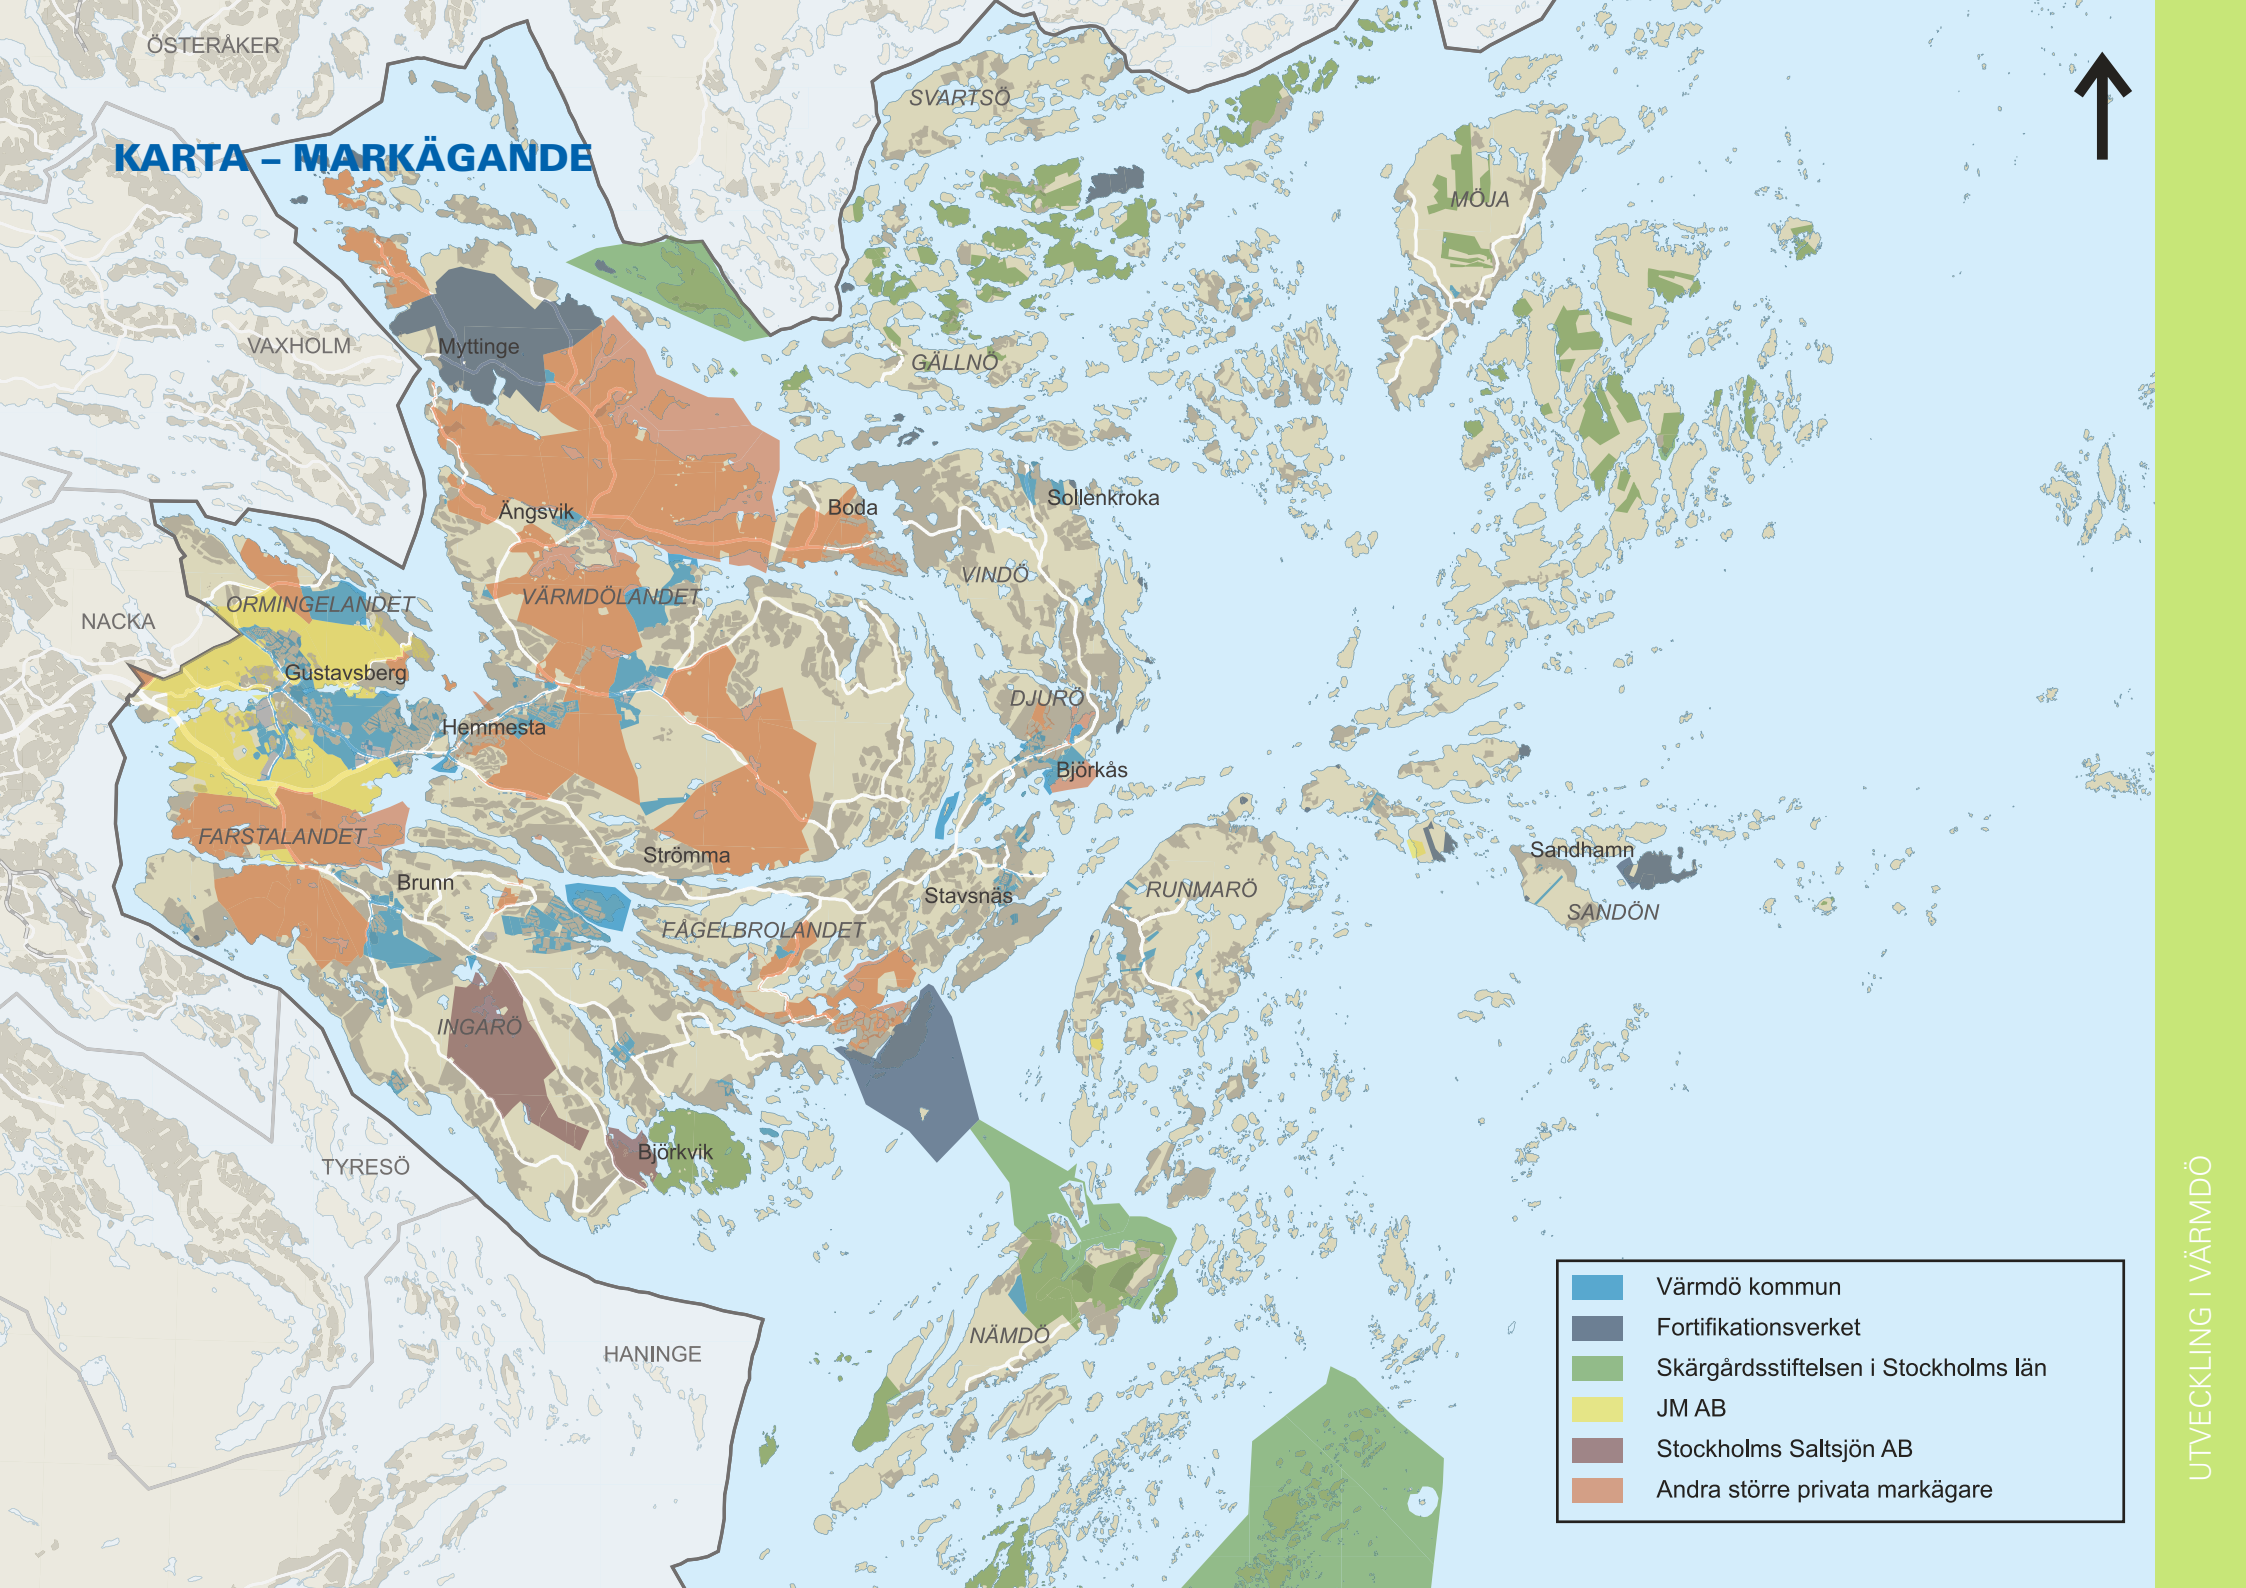 ÖSTERÅKER
SVARTSÖ
KARTA – MARKÄGANDE
MÖJA
VAXHOLM
Myttinge
GÄLLNÖ
Sollenkroka
Boda
Ängsvik
VINDÖ
VÄRMDÖLANDET
ORMINGELANDET
NACKA
Gustavsberg
DJURÖ
Hemmesta
Björkås
FARSTALANDET
Strömma
Sandhamn
Brunn
RUNMARÖ
Stavsnäs
SANDÖN
FÅGELBROLANDET
INGARÖ
Björkvik
TYRESÖ
NÄMDÖ
HANINGE
Värmdö kommun
Fortifikationsverket
Skärgårdsstiftelsen i Stockholms län
JM AB
Stockholms Saltsjön AB
Andra större privata markägare
UTVECKLING I VÄRMDÖ